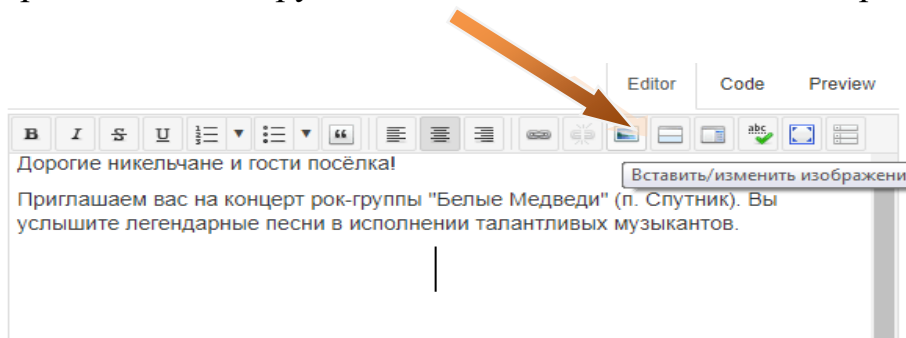 Editor Code Preview
B I S U
abc
Дорогие никельчане и гости посёлка!
Вставить/изменить изображени
Приглашаем вас на концерт рок-группы "Белые Медведи" (п. Спутник). Вы
услышите легендарные песни в исполнении талантливых музыкантов.